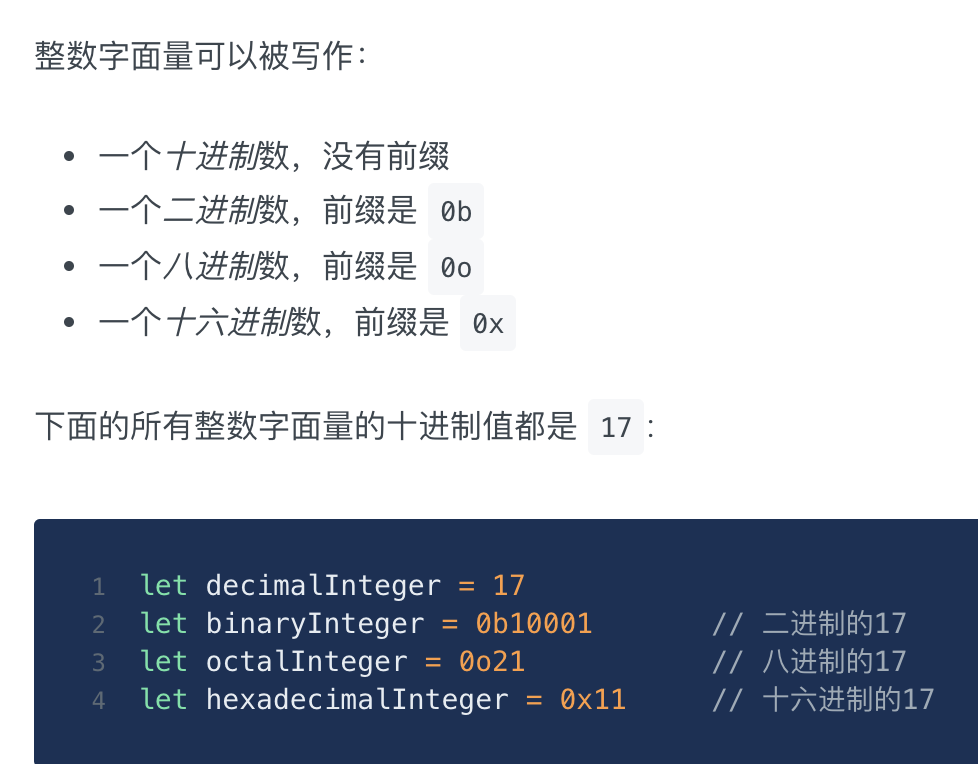 整数字面量可以被写作：
• 一个十进制数，没有前缀
• 一个二进制数，前缀是 0b
• 一个八进制数，前缀是 0o
• 一个十六进制数，前缀是 0x
下面的所有整数字面量的十进制值都是 17：
1 let decimalInteger = 17
2 let binaryInteger = 0b10001 // 二进制的17
3 let octalInteger = 0o21 // 八进制的17
4 let hexadecimalInteger = 0x11 // 十六进制的17